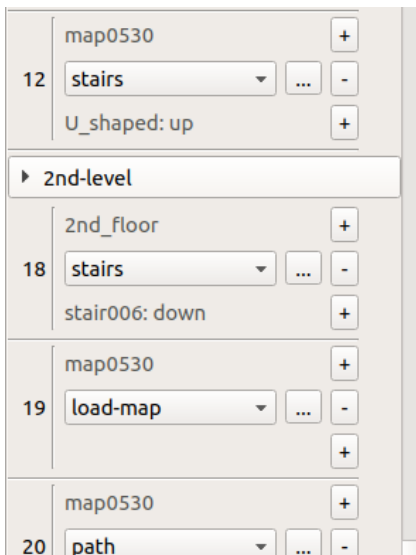 map0530
+
12
stairs
...
-
U_shaped: up
+
2nd-level
2nd_floor
+
18
stairs
...
-
stair006: down
+
map0530
+
19
load-map
...
-
+
map0530
+
20
path
...
-